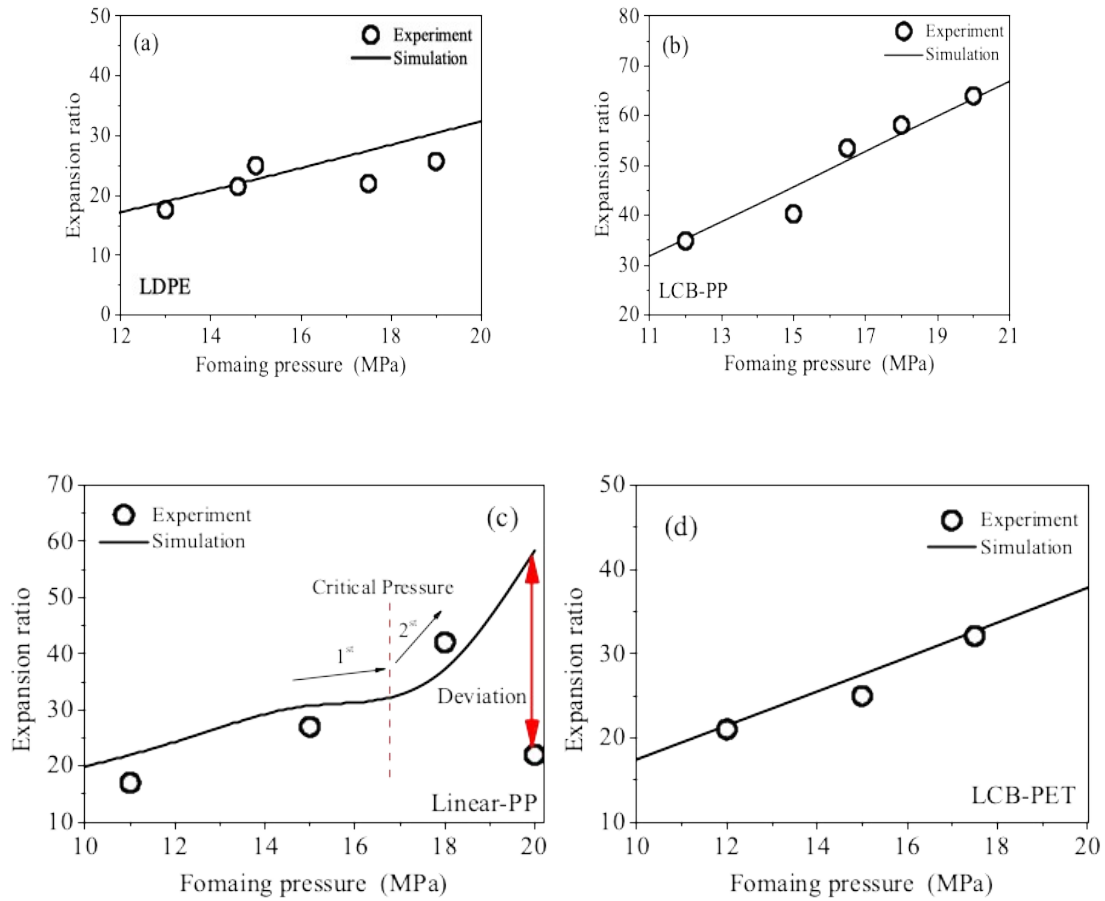 (a)
Experiment
Simulation
Expansion ratio
50
40
30
20
10
0
LDPE
12 14 16 18 20
Fomaing pressure (MPa)
(b)
Experiment
Simulation
Expansion ratio
80
70
60
50
40
30
20
LCB-PP
11 13 15 17 19 21
Fomaing pressure (MPa)
(c)
Experiment
Simulation
Expansion ratio
70
60
50
40
30
20
10
Critical Pressure
1st
2st
Deviation
Linear-PP
10 12 14 16 18 20
Fomaing pressure (MPa)
(d)
Experiment
Simulation
Expansion ratio
50
40
30
20
10
LCB-PET
10 12 14 16 18 20
Fomaing pressure (MPa)